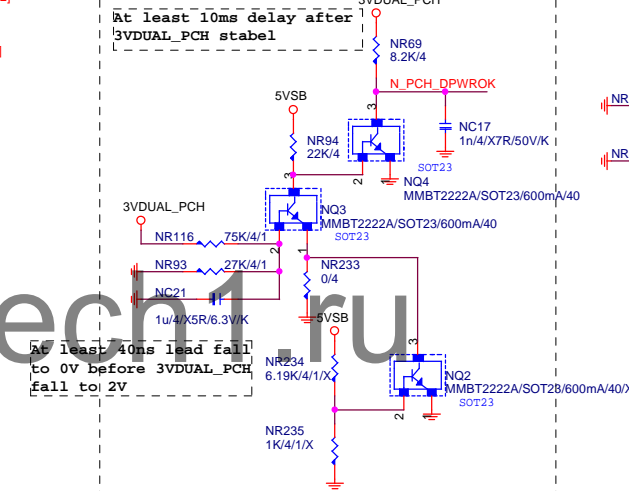 3VDUAL_PCH
At least 10ms delay after
3VDUAL_PCH stabel
NR69
8.2K/4
N_PCH_DPWROK
5VSB
3
NR94
22K/4
NC17
1n/4/X7R/50V/K
SOT23
2
1
NQ4
MMBT2222A/SOT23/600mA/40
3
3VDUAL_PCH
NQ3
MMBT2222A/SOT23/600mA/40
SOT23
NR116
75K/4/1
2
1
NR93
27K/4/1
NR233
0/4
NC21
1u/4/X5R/6.3V/K
ech1.ru
5VSB
At least 40ns lead fall
to 0V before 3VDUAL_PCH
fall to 2V
3
NR234
6.19K/4/1/X
NQ2
MMBT2222A/SOT23/600mA/40/X
SOT23
2
1
NR235
1K/4/1/X
NR
NR